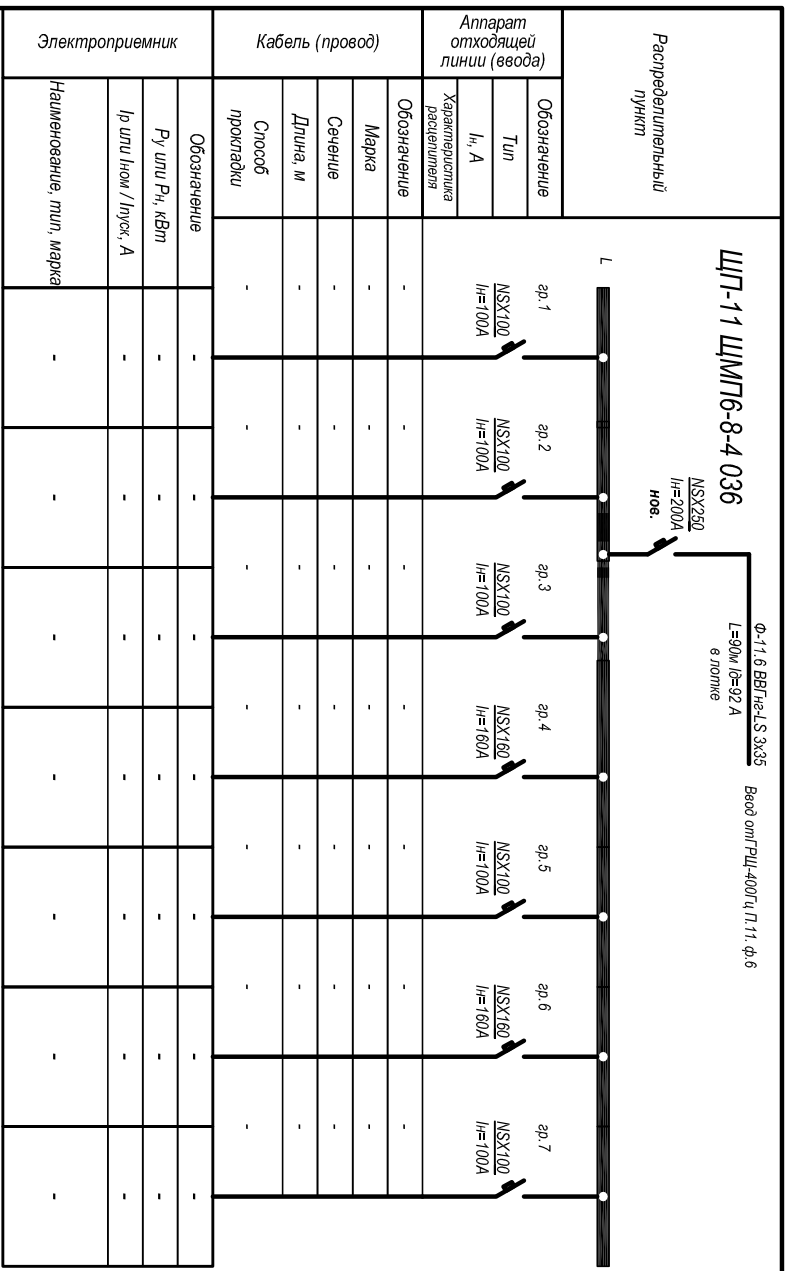 Распределительный
пункт
ЩП-11 ЩМП6-8-4 036
NSX250
Iн=200А
нов.
Ф-11.6 ВВГнг-LS 3х35
L=90м Iд=92 А
в лотке
Ввод отГРЩ-400Гц П.11. ф.6
L
Аппарат
отходящей
линии (ввода)
Обозначение
Тип
Iн, А
Характеристика
расцепителя
гр.1
NSX100
Iн=100А
гр.2
NSX100
Iн=100А
гр.3
NSX100
Iн=100А
гр.4
NSX160
Iн=160А
гр.5
NSX100
Iн=100А
гр.6
NSX160
Iн=160А
гр.7
NSX100
Iн=100А
Кабель (провод)
Обозначение
- - - - - - -
Марка
- - - - - - -
Сечение
- - - - - - -
Длина, м
- - - - - - -
Способ
прокладки
- - - - - - -
Электроприемник
Обозначение
- - - - - - -
Ру или Рн, кВт
- - - - - - -
Iр или Iном / Iпуск, А
- - - - - - -
Наименование, тип, марка
- - - - - - -